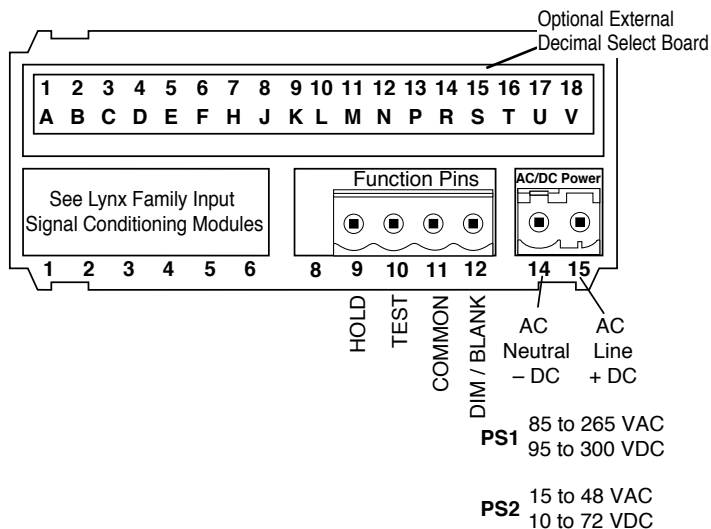 Optional External
Decimal Select Board
1 2 3 4 5 6 7 8 9 10 11 12 13 14 15 16 17 18
A B C D E F H J K L M N P R S T U V
See Lynx Family Input
Signal Conditioning Modules
Function Pins
AC/DC Power
1 2 3 4 5 6 8 9 10 11 12 14 15
HOLD
TEST
COMMON
DIM / BLANK
AC
Neutral
– DC
AC
Line
+ DC
PS1 85 to 265 VAC
95 to 300 VDC
PS2 15 to 48 VAC
10 to 72 VDC